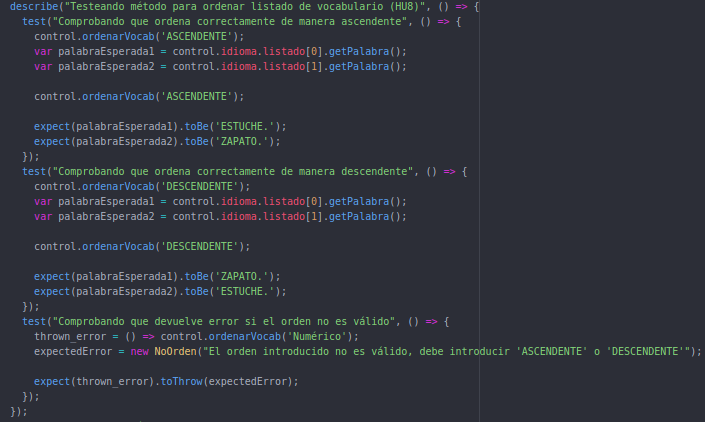 describe("Testeando método para ordenar listado de vocabulario (HU8)", () => {
  test("Comprobando que ordena correctamente de manera ascendente", () => {
    control.ordenarVocab('ASCENDENTE');
    var palabraEsperada1 = control.idioma.listado[0].getPalabra();
    var palabraEsperada2 = control.idioma.listado[1].getPalabra();

    control.ordenarVocab('ASCENDENTE');

    expect(palabraEsperada1).toBe('ESTUCHE.');
    expect(palabraEsperada2).toBe('ZAPATO.');
  });
  test("Comprobando que ordena correctamente de manera descendente", () => {
    control.ordenarVocab('DESCENDENTE');
    var palabraEsperada1 = control.idioma.listado[0].getPalabra();
    var palabraEsperada2 = control.idioma.listado[1].getPalabra();

    control.ordenarVocab('DESCENDENTE');

    expect(palabraEsperada1).toBe('ZAPATO.');
    expect(palabraEsperada2).toBe('ESTUCHE.');
  });
  test("Comprobando que devuelve error si el orden no es válido", () => {
    thrown_error = () => control.ordenarVocab('Numérico');
    expectedError = new NoOrden("El orden introducido no es válido, debe introducir 'ASCENDENTE' o 'DESCENDENTE'");

    expect(thrown_error).toThrow(expectedError);
  });
});